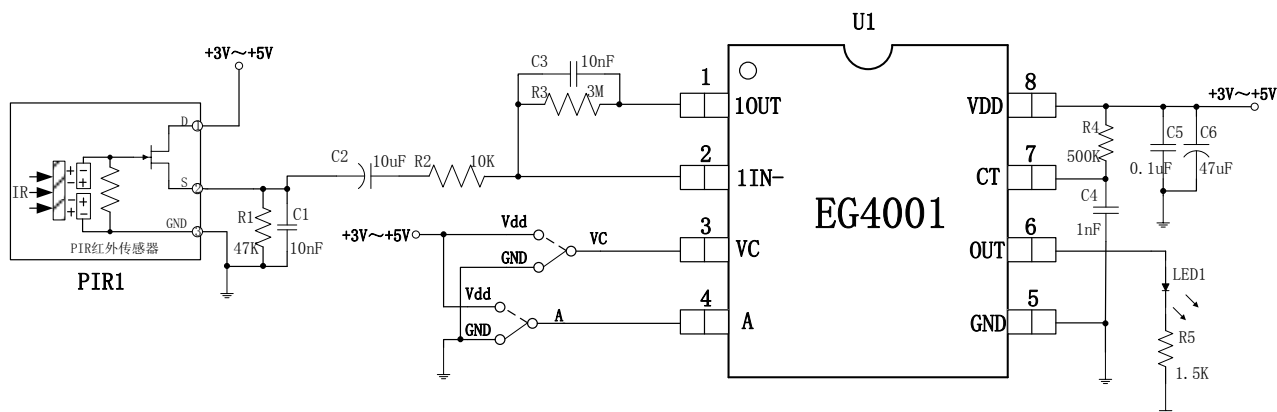 U1
+3V～+5V
C3
10nF
R3
3M
1
1OUT
8
VDD
+3V～+5V
D
1
IR
S
2
GND
3
PIR红外传感器
PIR1
R1
47K
C1
10nF
C2
10uF
R2
10K
2
1IN-
R4
500K
C5
0.1uF
C6
47uF
7
CT
C4
1nF
EG4001
+3V～+5V
Vdd
GND
VC
3
VC
6
OUT
Vdd
GND
A
4
A
5
GND
LED1
R5
1.5K